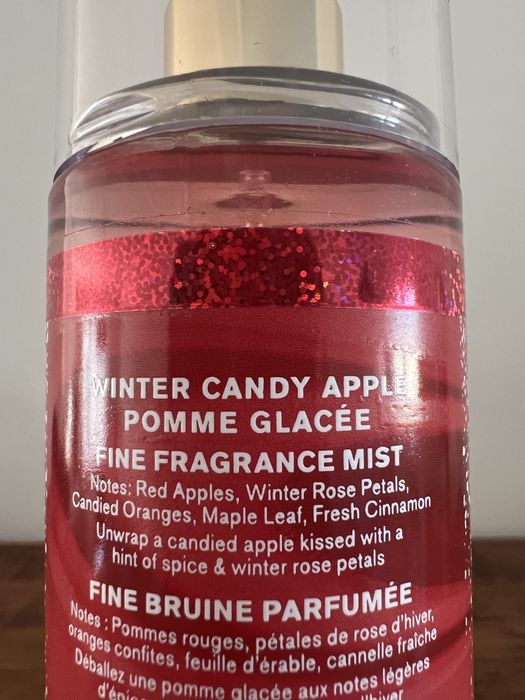 WINTER CANDY APPLE
POMME GLACÉE
FINE FRAGRANCE MIST
Notes: Red Apples, Winter Rose Petals,
Candied Oranges, Maple Leaf, Fresh Cinnamon
Unwrap a candied apple kissed with a
hint of spice & winter rose petals
FINE BRUINE PARFUMÉE
Notes : Pommes rouges, pétales de rose d'hiver,
oranges confites, feuille d'érable, cannelle fraîche
Déballez une pomme glacée aux notes légères